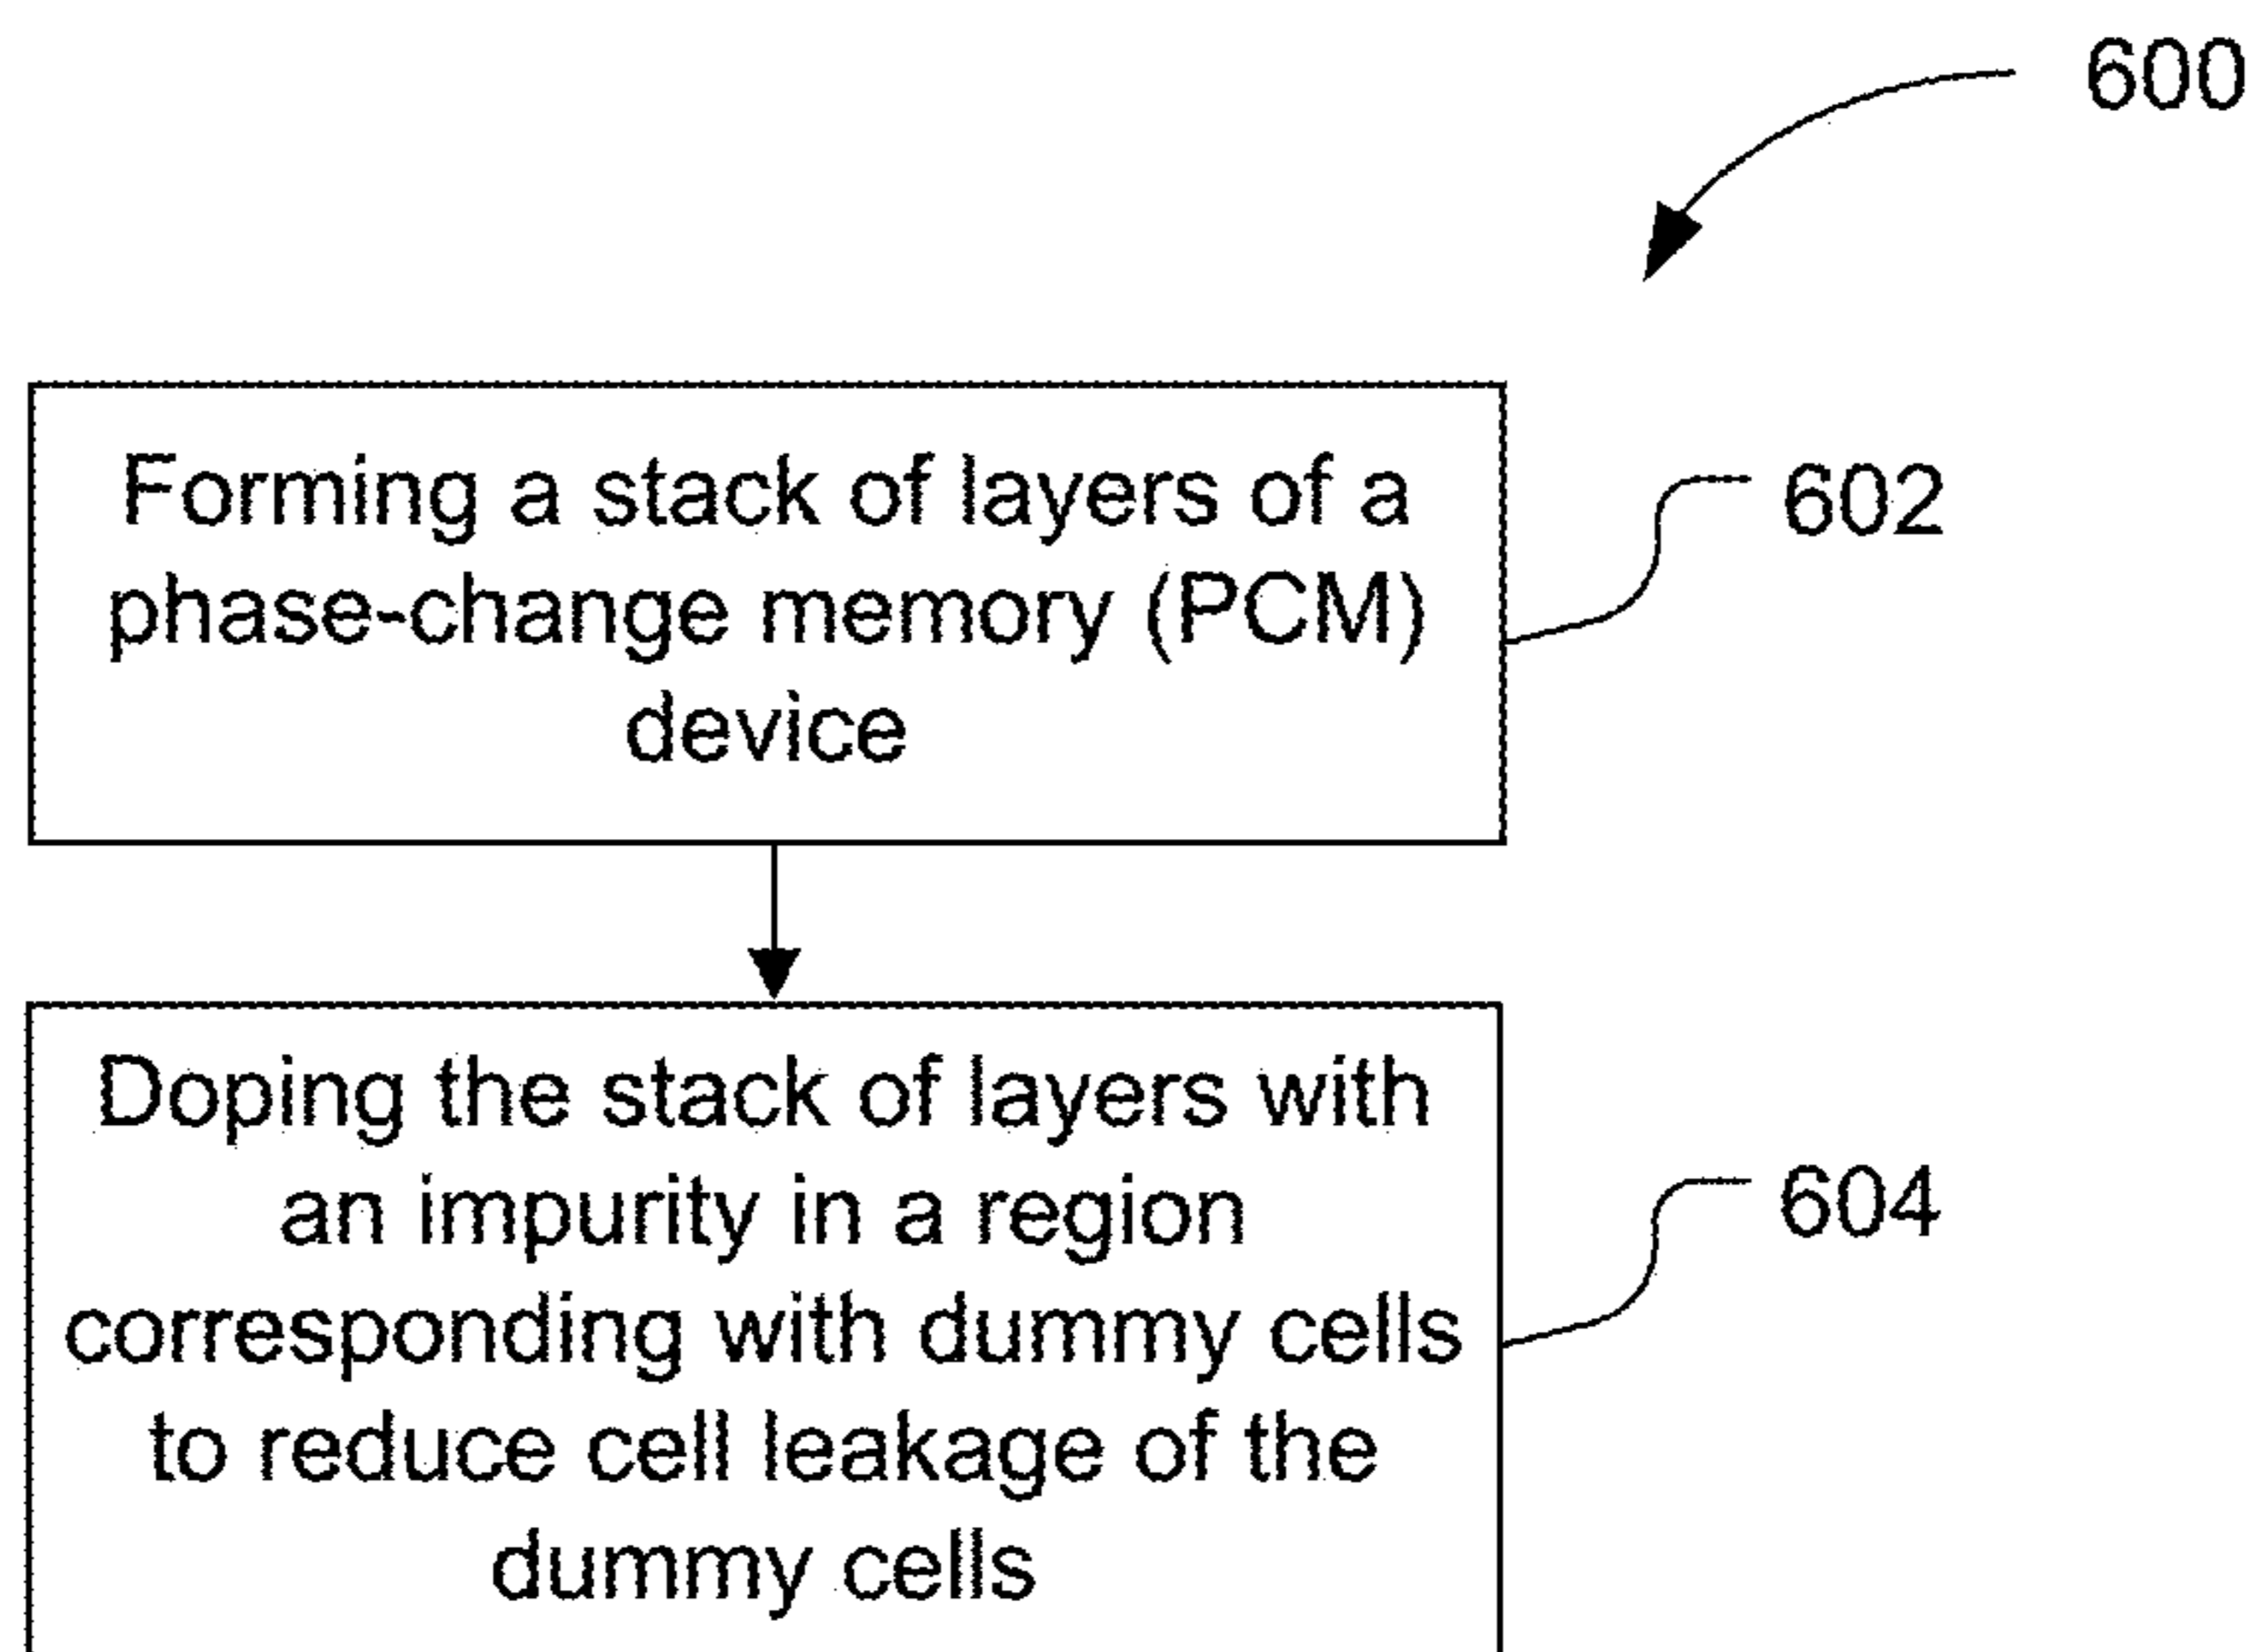 600
Forming a stack of layers of a
phase-change memory (PCM)
device
602
Doping the stack of layers with
an impurity in a region
corresponding with dummy cells
to reduce cell leakage of the
dummy cells
604